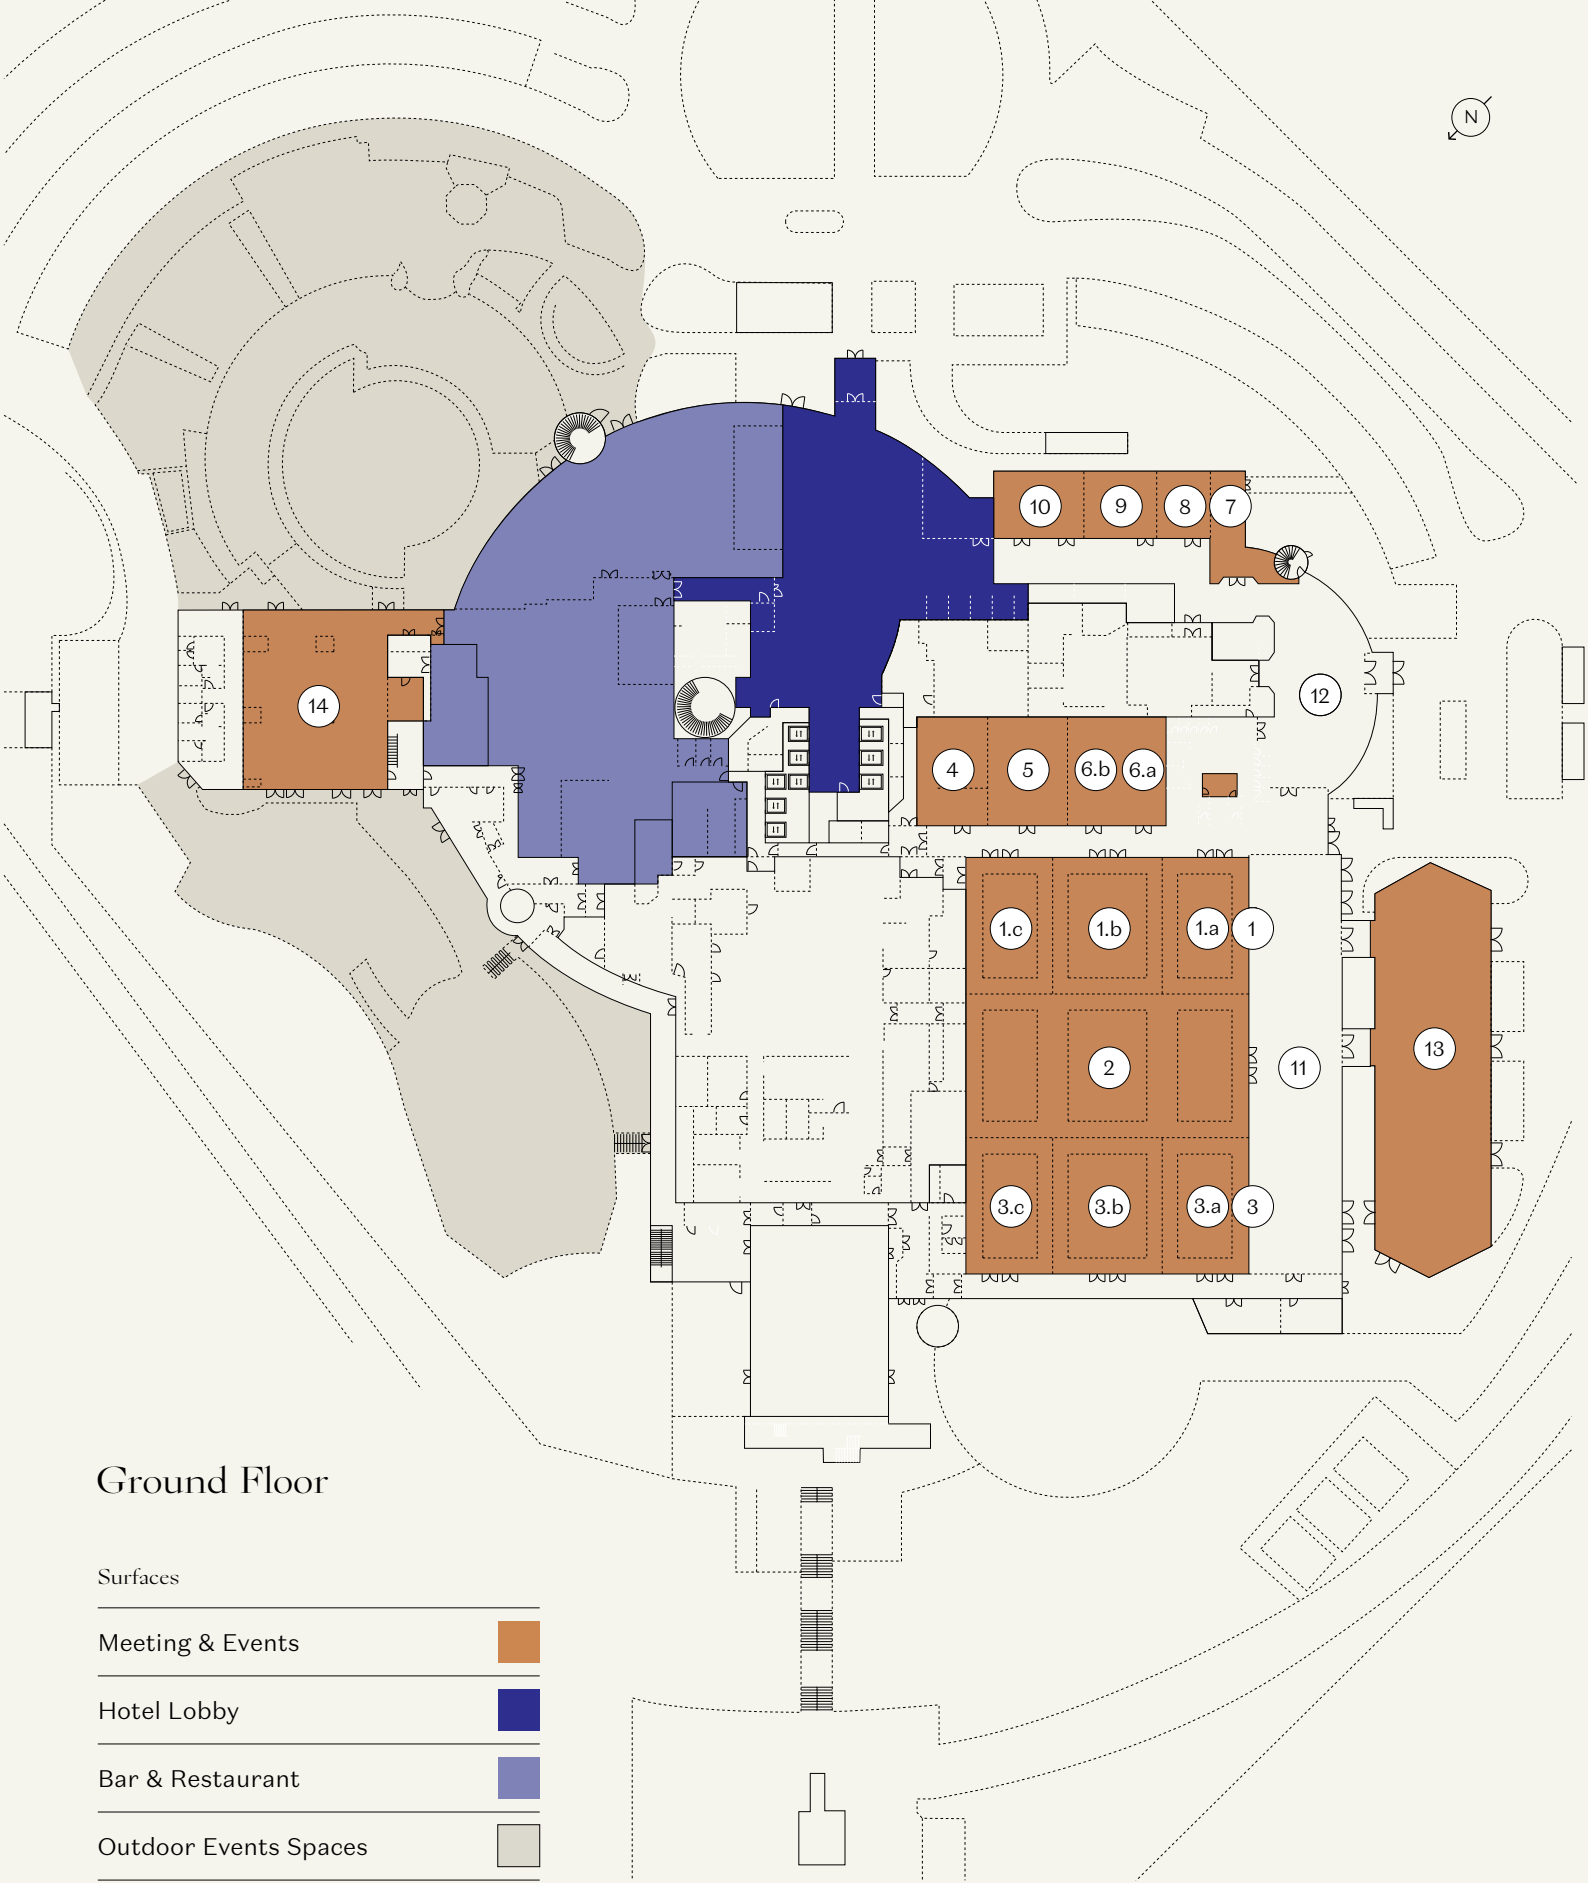 N
10
9
8
7
14
12
4
5
6.b
6.a
1.c
1.b
1.a
1
2
11
13
3.c
3.b
3.a
3
Ground Floor
Surfaces
Meeting & Events
Hotel Lobby
Bar & Restaurant
Outdoor Events Spaces